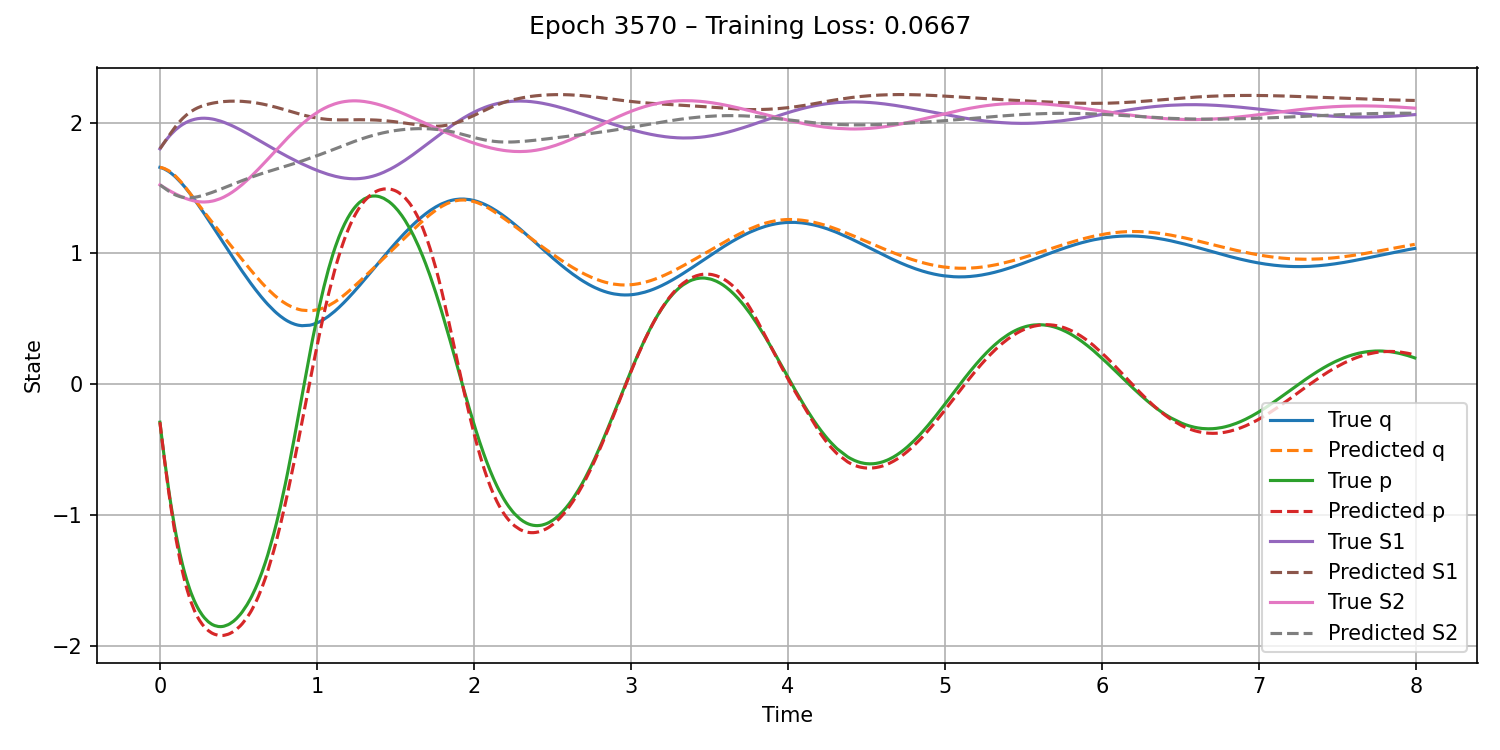 Epoch 3570 – Training Loss: 0.0667
State
2
1
0
−1
−2
0 1 2 3 4 5 6 7 8
Time
True q
Predicted q
True p
Predicted p
True S1
Predicted S1
True S2
Predicted S2